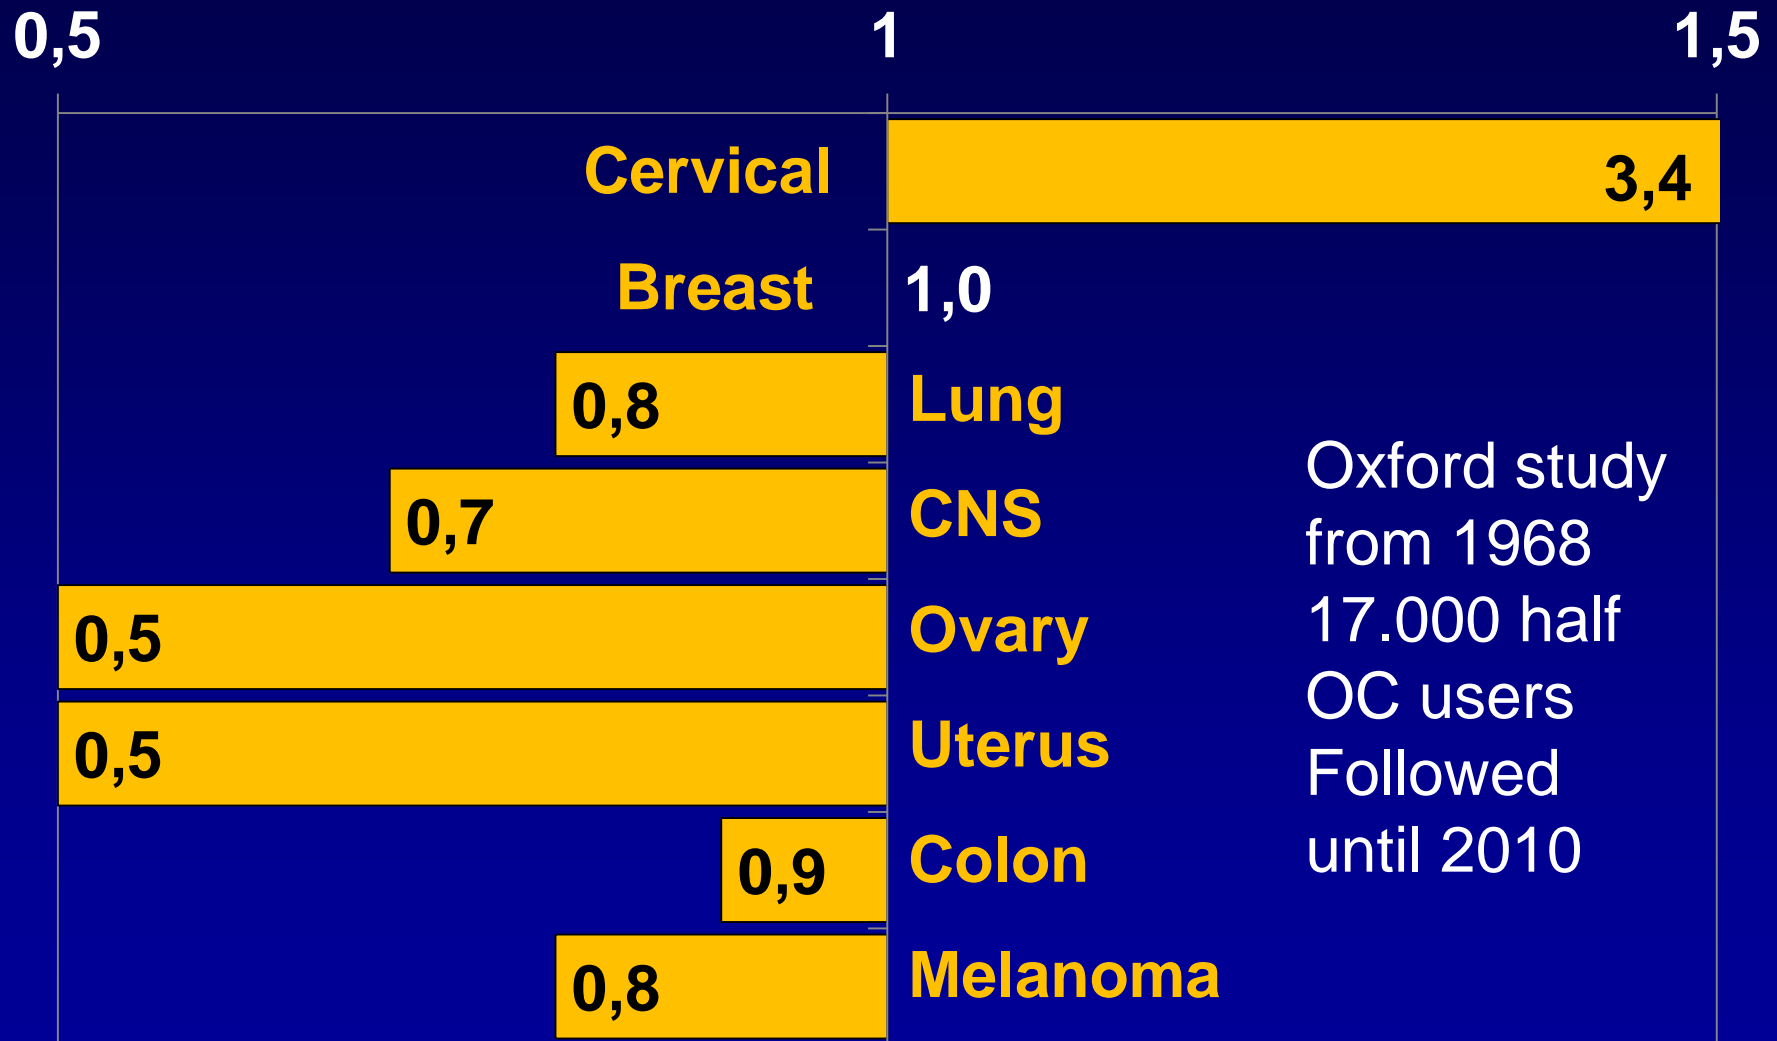 0,5 1 1,5
Cervical 3,4
Breast 1,0
0,8 Lung
0,7 CNS
0,5 Ovary
0,5 Uterus
0,9 Colon
0,8 Melanoma
Oxford study
from 1968
17.000 half
OC users
Followed
until 2010